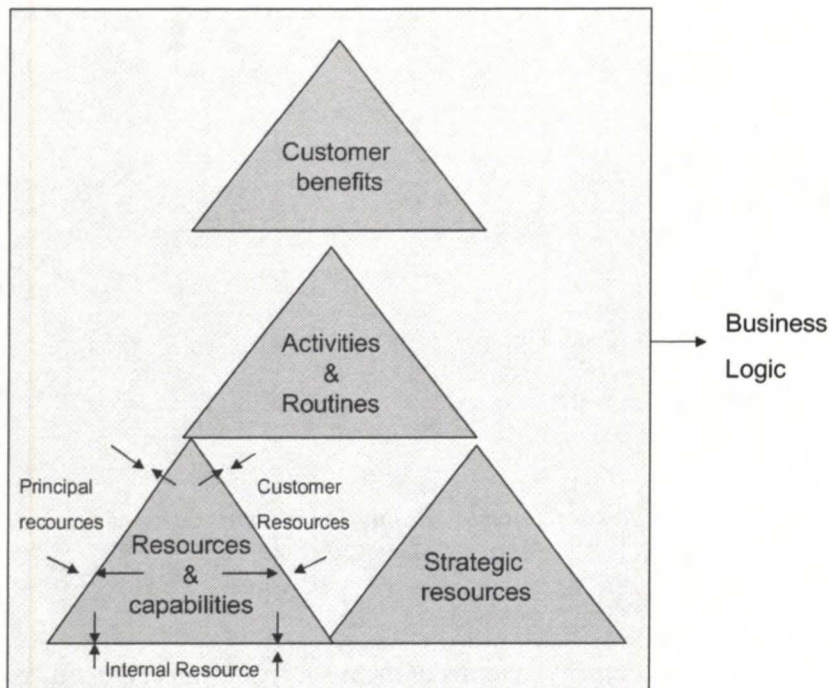 Customer
benefits
Activities
&
Routines
Business
Logic
Principal
recources
Customer
Resources
Resources
&
capabilities
Strategic
resources
Internal Resource